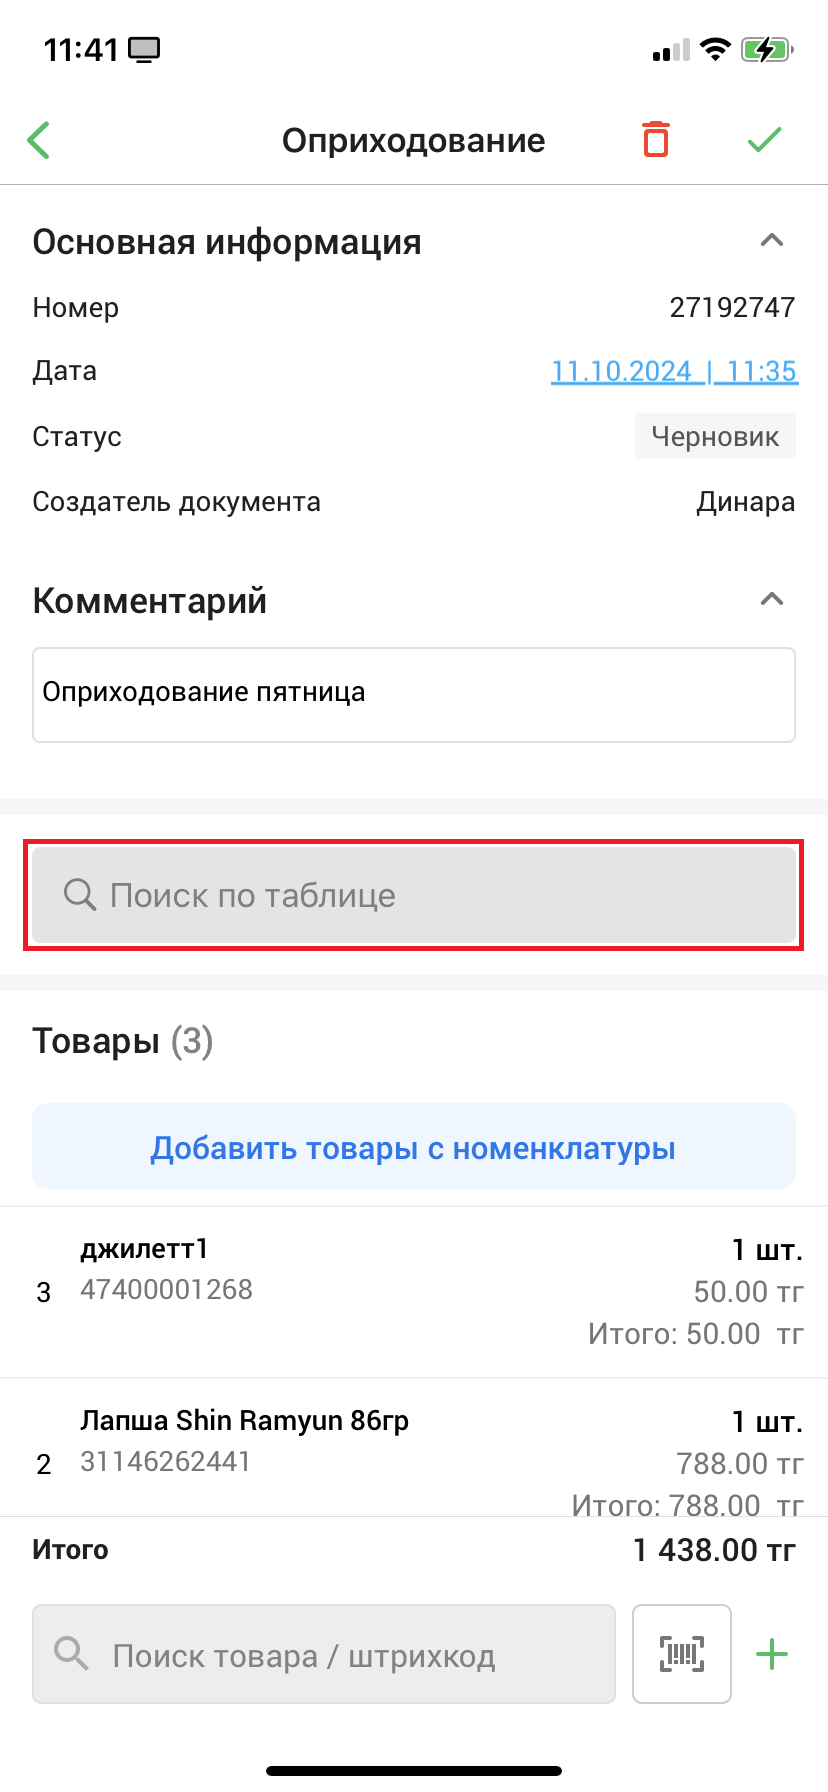 11:41
Оприходование
Основная информация
Номер 27192747
Дата 11.10.2024 | 11:35
Статус Черновик
Создатель документа Динара
Комментарий
Оприходование пятница
Поиск по таблице
Товары (3)
Добавить товары с номенклатуры
джилетт1 1 шт.
3 47400001268 50.00 тг
Итого: 50.00 тг
Лапша Shin Ramyun 86гр 1 шт.
2 31146262441 788.00 тг
Итого: 788.00 тг
Итого 1 438.00 тг
Поиск товара / штрихкод